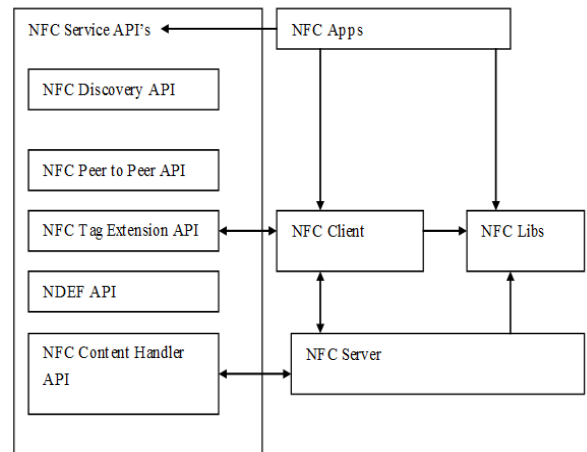 NFC Service API's
NFC Apps
NFC Discovery API
NFC Peer to Peer API
NFC Tag Extension API
NFC Client
NFC Libs
NDEF API
NFC Content Handler
API
NFC Server